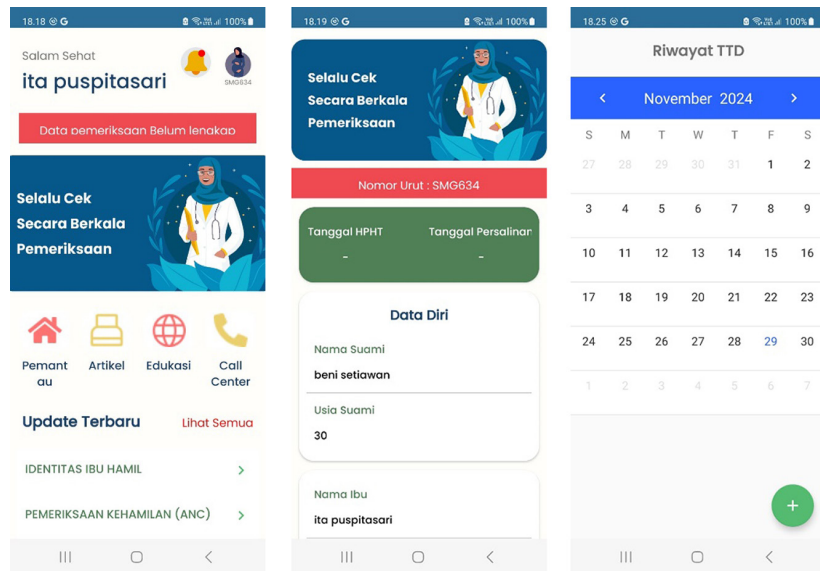 18.18 G 100%
Salam Sehat
ita puspitasari
SMG634
Data pemeriksaan Belum lengkap
Selalu Cek
Secara Berkala
Pemeriksaan
Pemant
au
Artikel
Edukasi
Call
Center
Update Terbaru
Lihat Semua
IDENTITAS IBU HAMIL
PEMERIKSAAN KEHAMILAN (ANC)
18.19 G 100%
Selalu Cek
Secara Berkala
Pemeriksaan
Nomor Urut : SMG634
Tanggal HPHT Tanggal Persalinan
- -
Data Diri
Nama Suami
beni setiawan
Usia Suami
30
Nama Ibu
ita puspitasari
18.25 G 100%
Riwayat TTD
November 2024
S M T W T F S
27 28 29 30 31 1 2
3 4 5 6 7 8 9
10 11 12 13 14 15 16
17 18 19 20 21 22 23
24 25 26 27 28 29 30
1 2 3 4 5 6 7